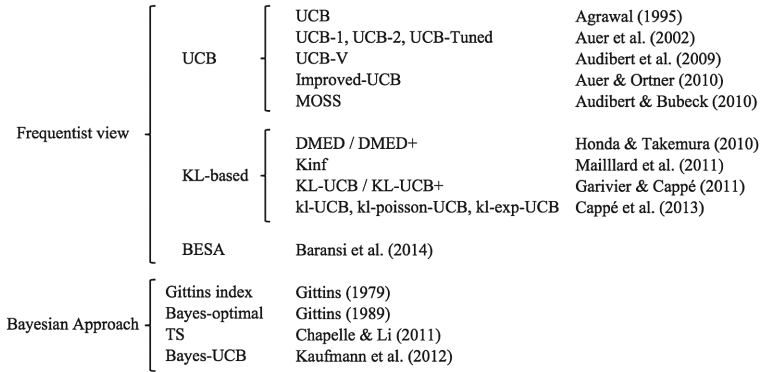 UCB Agrawal (1995)
UCB-1, UCB-2, UCB-Tuned Auer et al. (2002)
UCB UCB-V Audibert et al. (2009)
Improved-UCB Auer & Ortner (2010)
MOSS Audibert & Bubeck (2010)
Frequentist view
DMED / DMED+ Honda & Takemura (2010)
Kinf Mailllard et al. (2011)
KL-based
KL-UCB / KL-UCB+ Garivier & Cappé (2011)
kl-UCB, kl-poisson-UCB, kl-exp-UCB Cappé et al. (2013)
BESA Baransi et al. (2014)
Gittins index Gittins (1979)
Bayes-optimal Gittins (1989)
Bayesian Approach
TS Chapelle & Li (2011)
Bayes-UCB Kaufmann et al. (2012)